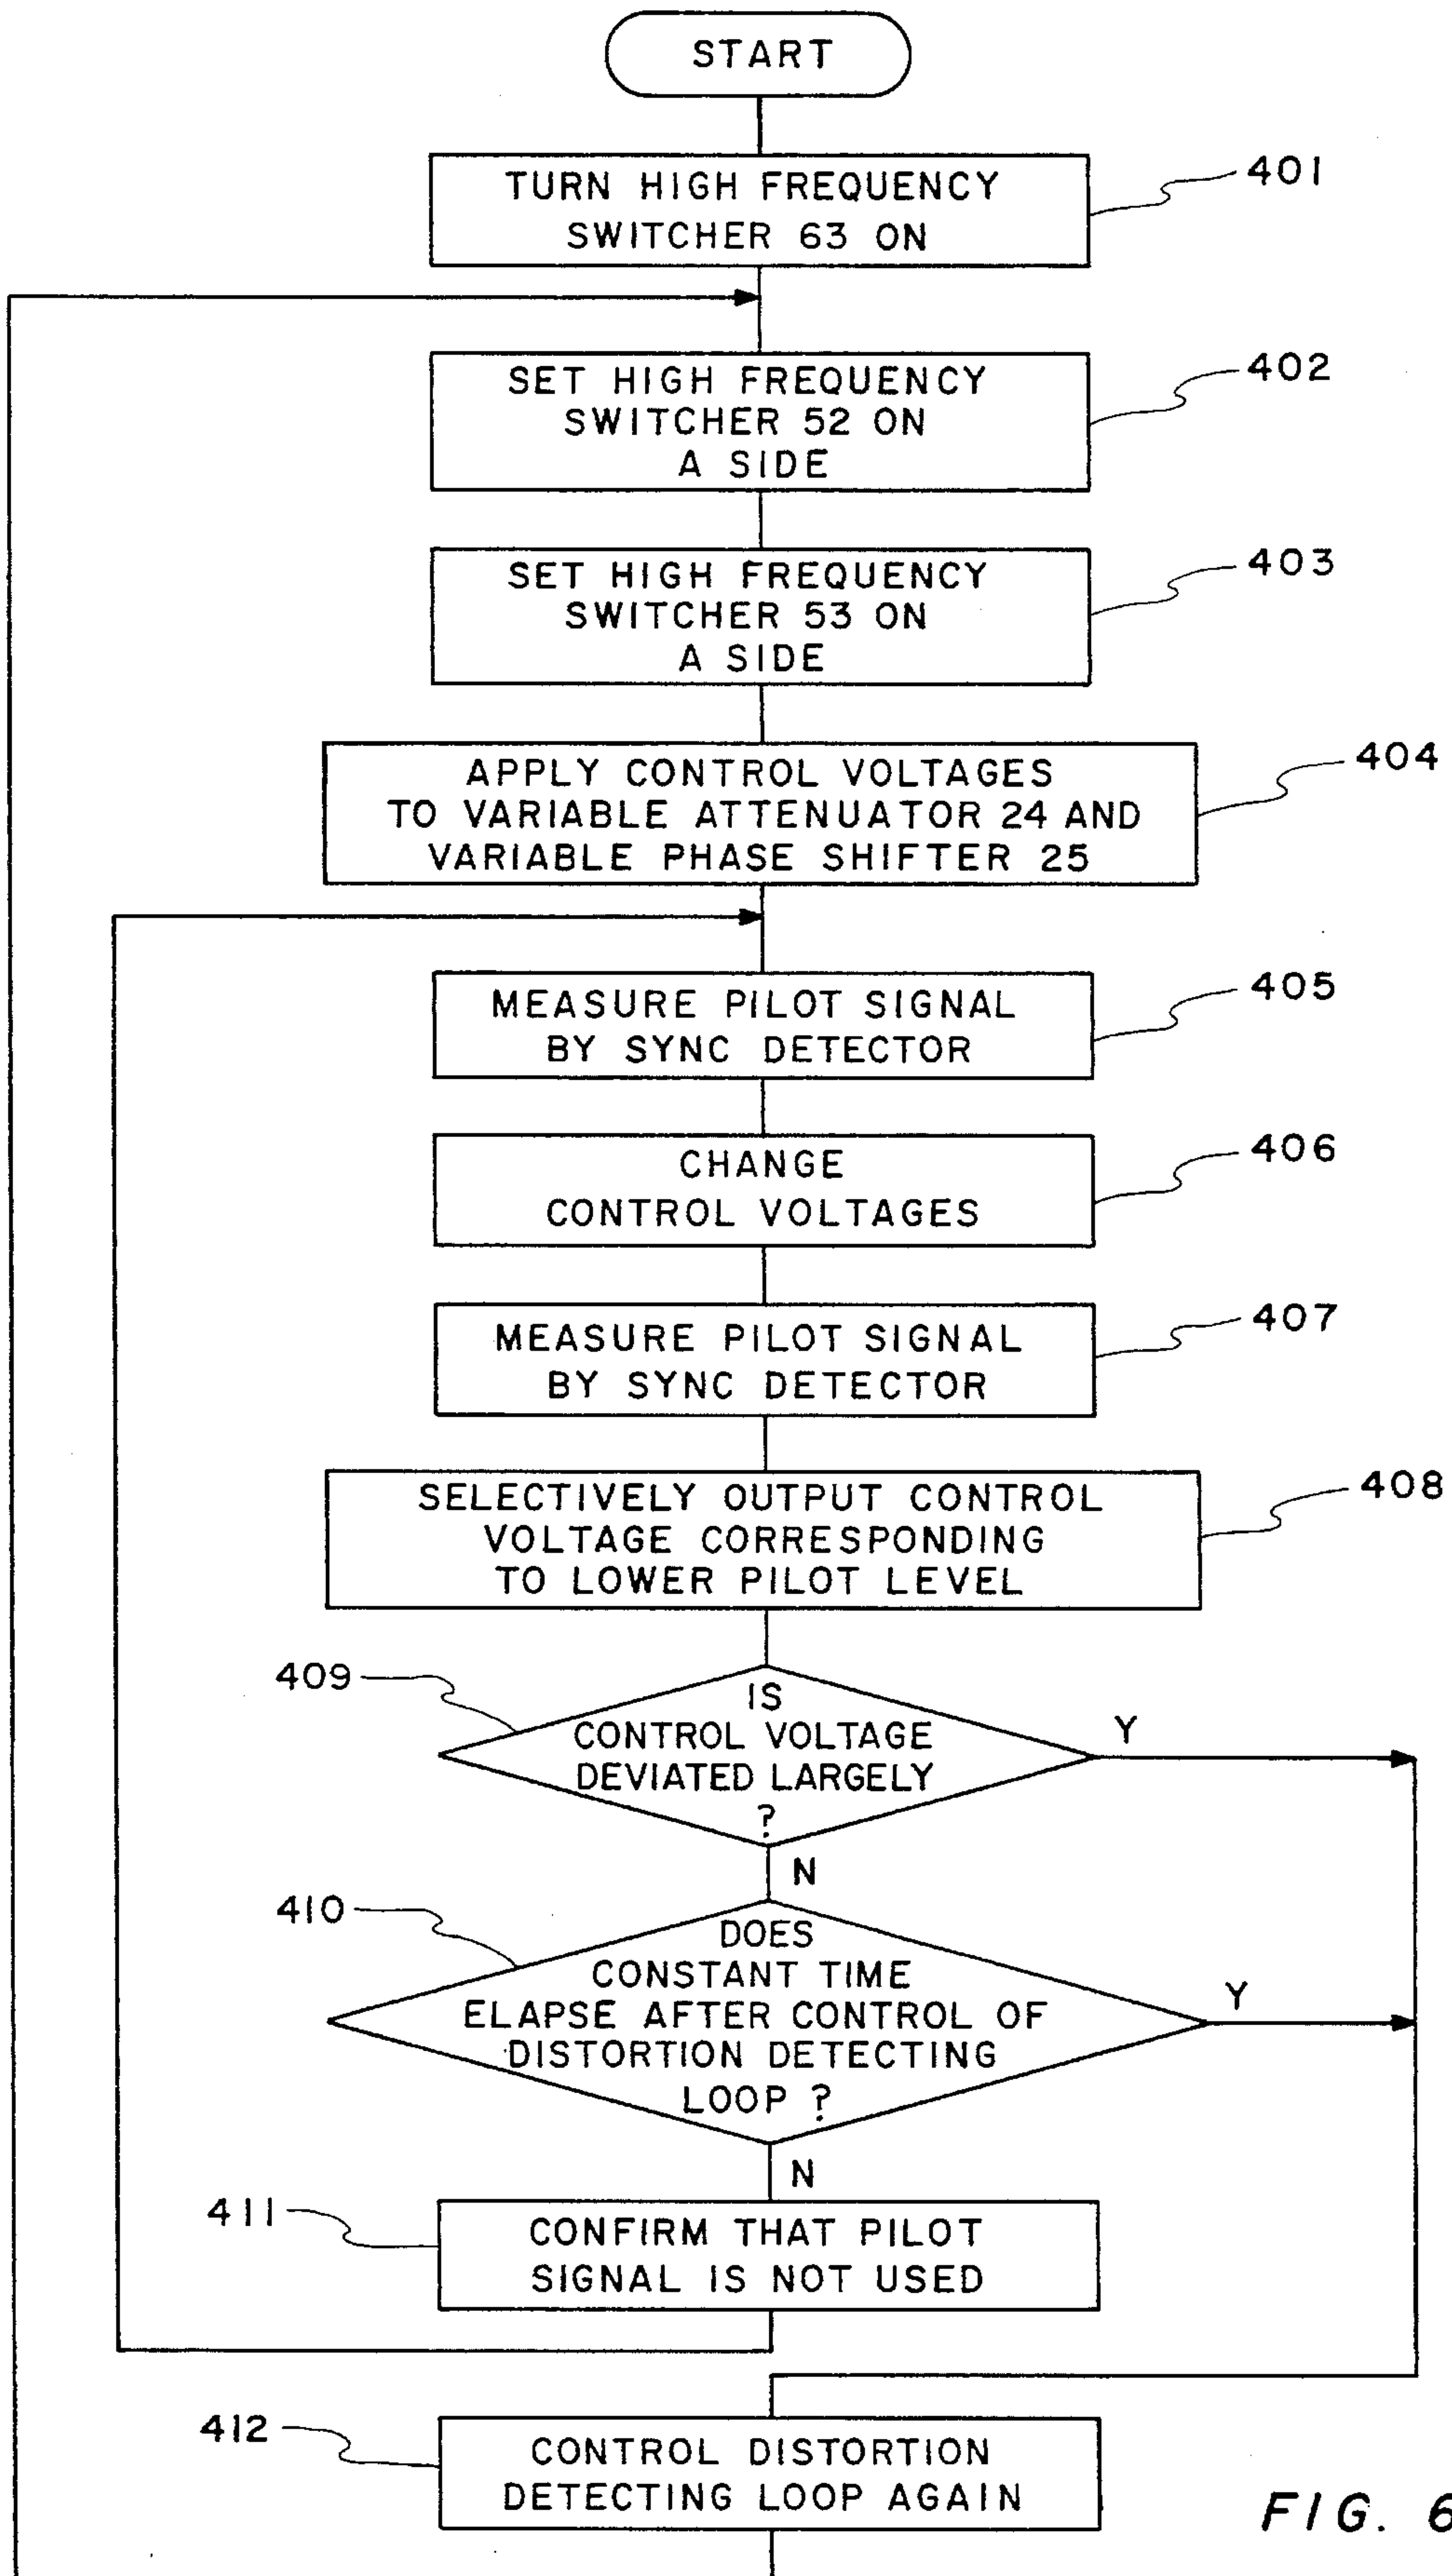 START
TURN HIGH FREQUENCY
SWITCHER 63 ON
401
SET HIGH FREQUENCY
SWITCHER 52 ON
A SIDE
402
SET HIGH FREQUENCY
SWITCHER 53 ON
A SIDE
403
APPLY CONTROL VOLTAGES
TO VARIABLE ATTENUATOR 24 AND
VARIABLE PHASE SHIFTER 25
404
MEASURE PILOT SIGNAL
BY SYNC DETECTOR
405
CHANGE
CONTROL VOLTAGES
406
MEASURE PILOT SIGNAL
BY SYNC DETECTOR
407
SELECTIVELY OUTPUT CONTROL
VOLTAGE CORRESPONDING
TO LOWER PILOT LEVEL
408
409
IS
CONTROL VOLTAGE
DEVIATED LARGELY
?
Y
N
410
DOES
CONSTANT TIME
ELAPSE AFTER CONTROL OF
DISTORTION DETECTING
LOOP ?
Y
N
411
CONFIRM THAT PILOT
SIGNAL IS NOT USED
412
CONTROL DISTORTION
DETECTING LOOP AGAIN
FIG. 6